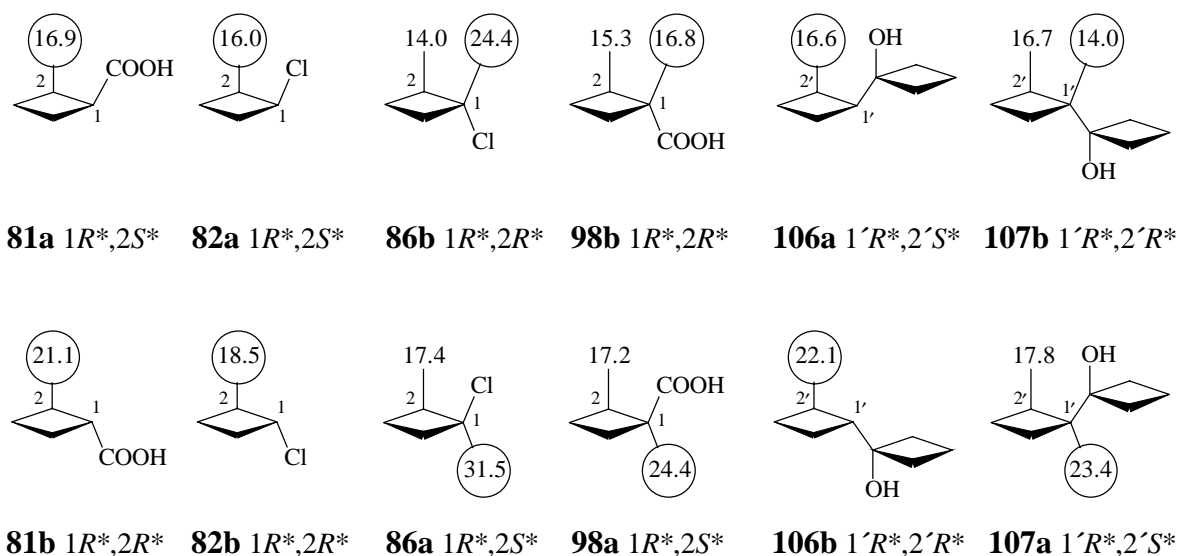 16.9 16.0 14.0 24.4 15.3 16.8 16.6 OH 16.7 14.0
COOH Cl
2 2 2 2 2′ 2′
1 1 1 1 1′ 1′
Cl COOH OH
81a 1R*,2S* 82a 1R*,2S* 86b 1R*,2R* 98b 1R*,2R* 106a 1´R*,2´S* 107b 1´R*,2´R*
21.1 18.5 17.4 17.2 22.1 17.8 OH
Cl COOH
2 1 2 1 2 1 2 1 2′ 1′ 2′ 1′
COOH Cl 31.5 24.4 OH 23.4
81b 1R*,2R* 82b 1R*,2R* 86a 1R*,2S* 98a 1R*,2S* 106b 1´R*,2´R* 107a 1´R*,2´S*